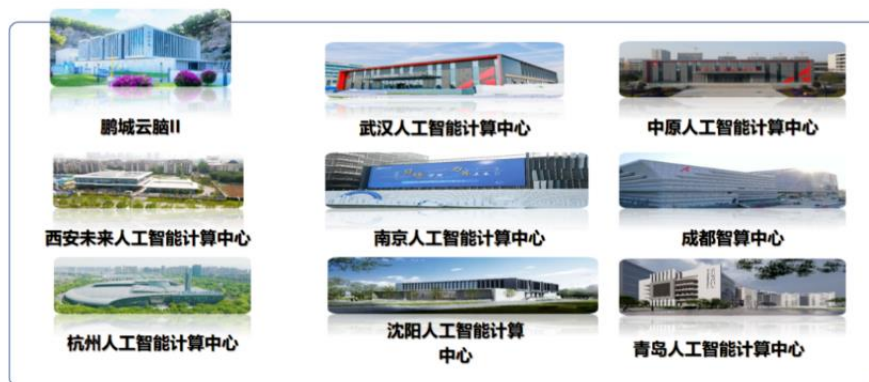 鹏城云脑II
武汉人工智能计算中心
中原人工智能计算中心
西安未来人工智能计算中心
南京人工智能计算中心
成都智算中心
杭州人工智能计算中心
沈阳人工智能计算
中心
青岛人工智能计算中心